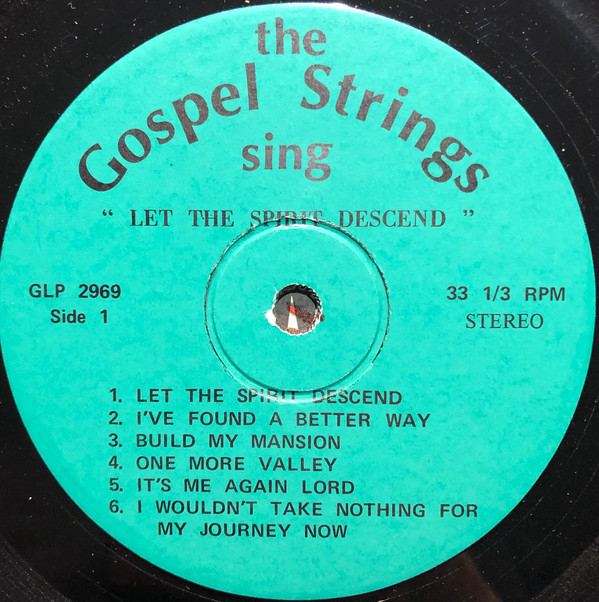 the
Gospel Strings
sing
“ LET THE SPIRIT DESCEND ”
GLP 2969
Side 1
33 1/3 RPM
STEREO
1. LET THE SPIRIT DESCEND
2. I'VE FOUND A BETTER WAY
3. BUILD MY MANSION
4. ONE MORE VALLEY
5. IT'S ME AGAIN LORD
6. I WOULDN'T TAKE NOTHING FOR
MY JOURNEY NOW